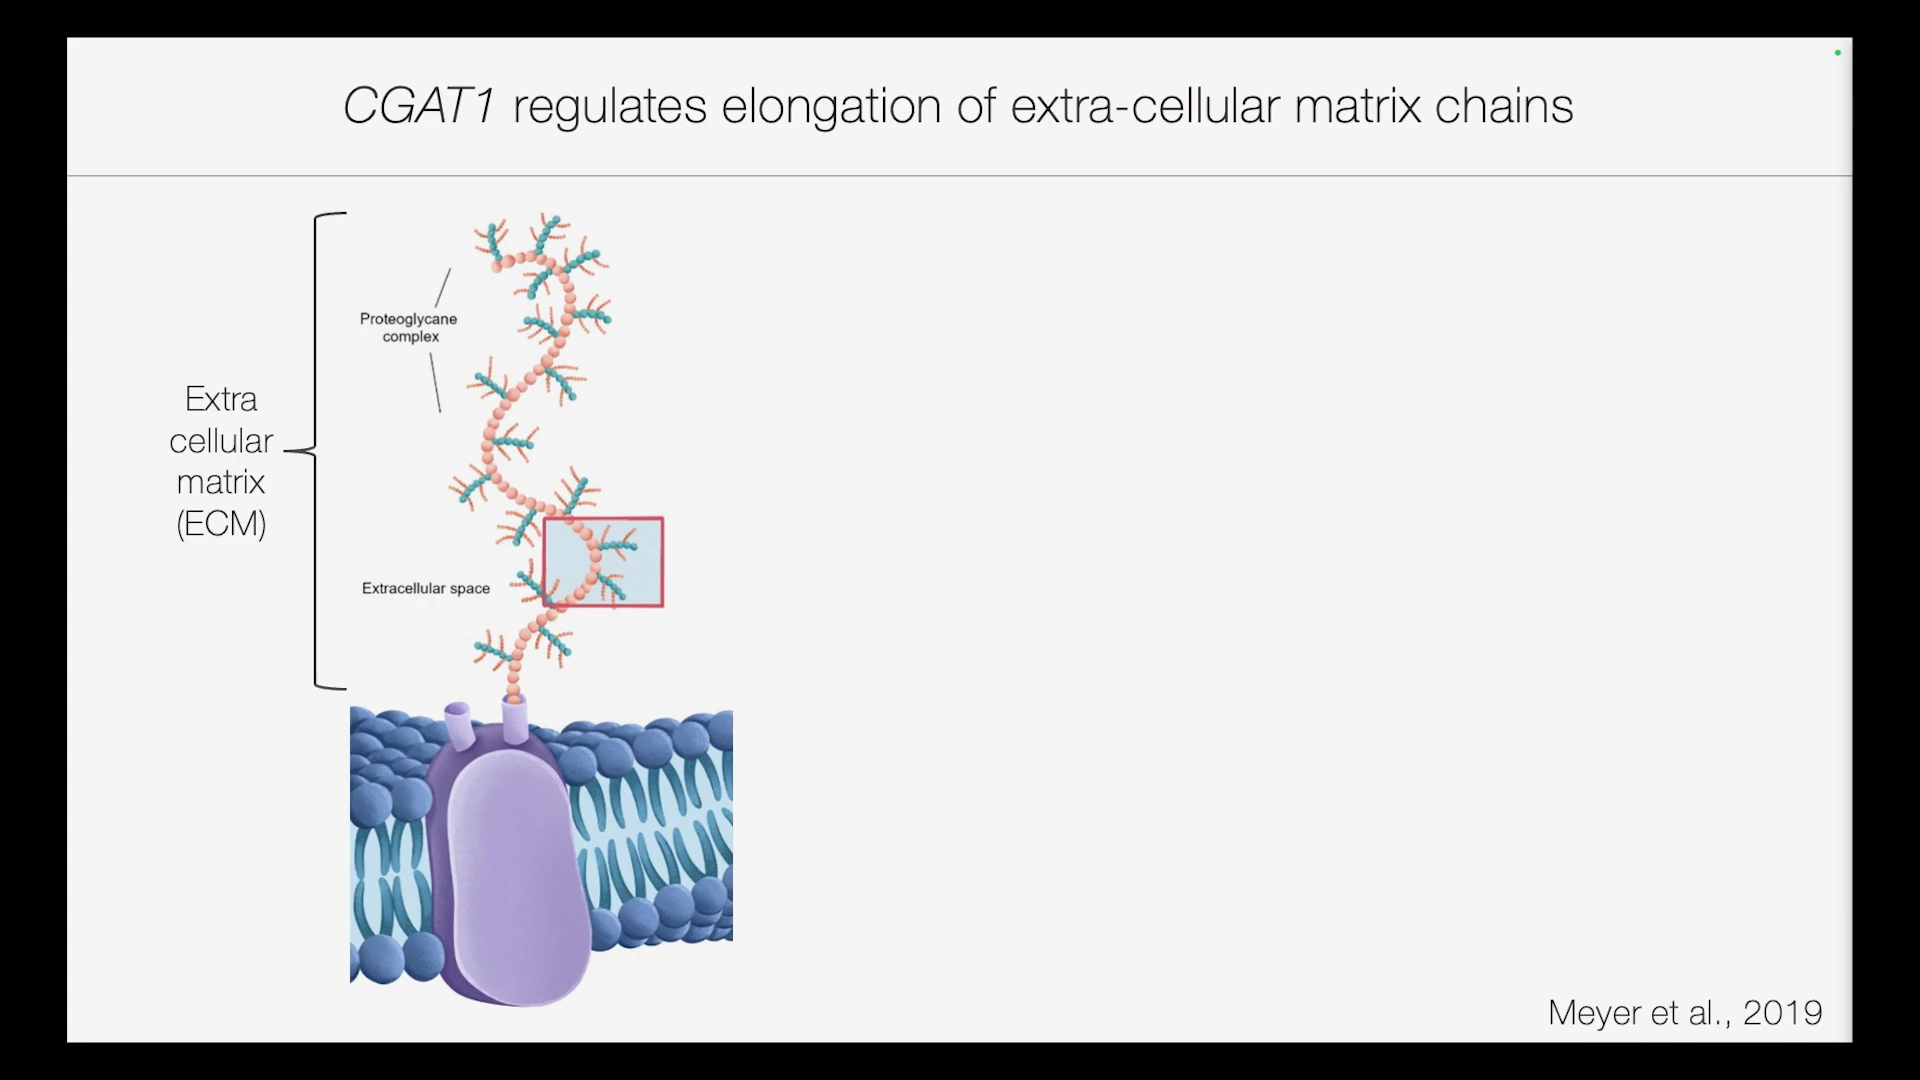 CGAT1 regulates elongation of extra-cellular matrix chains
Proteoglycane
complex
Extra
cellular
matrix
(ECM)
Extracellular space
Meyer et al., 2019